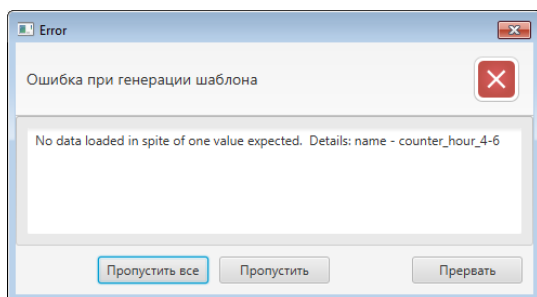 Error
Ошибка при генерации шаблона
No data loaded in spite of one value expected. Details: name - counter_hour_4-6
Пропустить все Пропустить Прервать